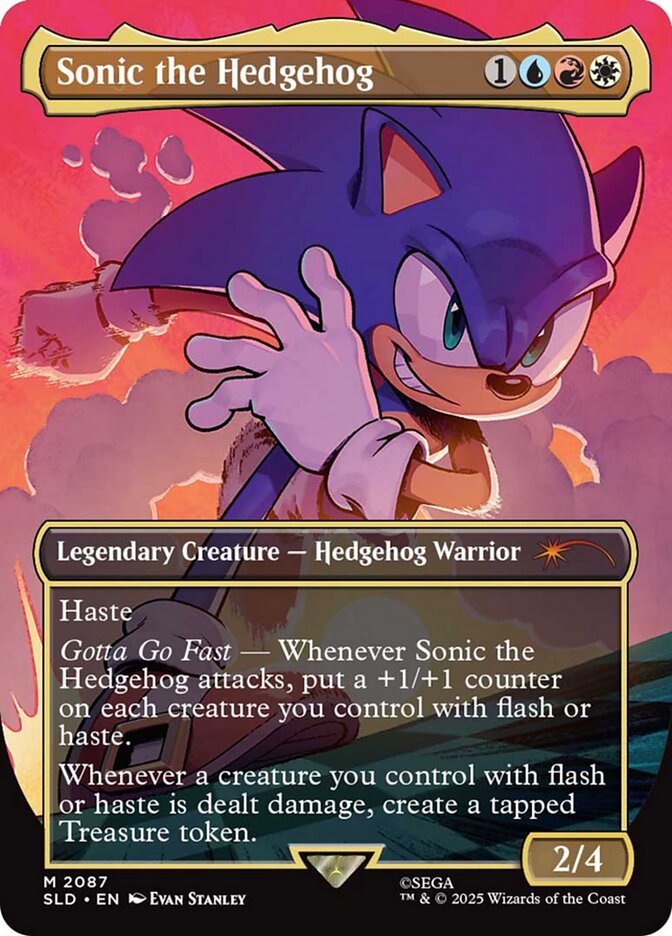 Sonic the Hedgehog 1
Legendary Creature — Hedgehog Warrior
Haste
Gotta Go Fast — Whenever Sonic the
Hedgehog attacks, put a +1/+1 counter
on each creature you control with flash or
haste.
Whenever a creature you control with flash
or haste is dealt damage, create a tapped
Treasure token.
2/4
M 2087
SLD • EN Evan Stanley
©SEGA
™ & © 2025 Wizards of the Coast